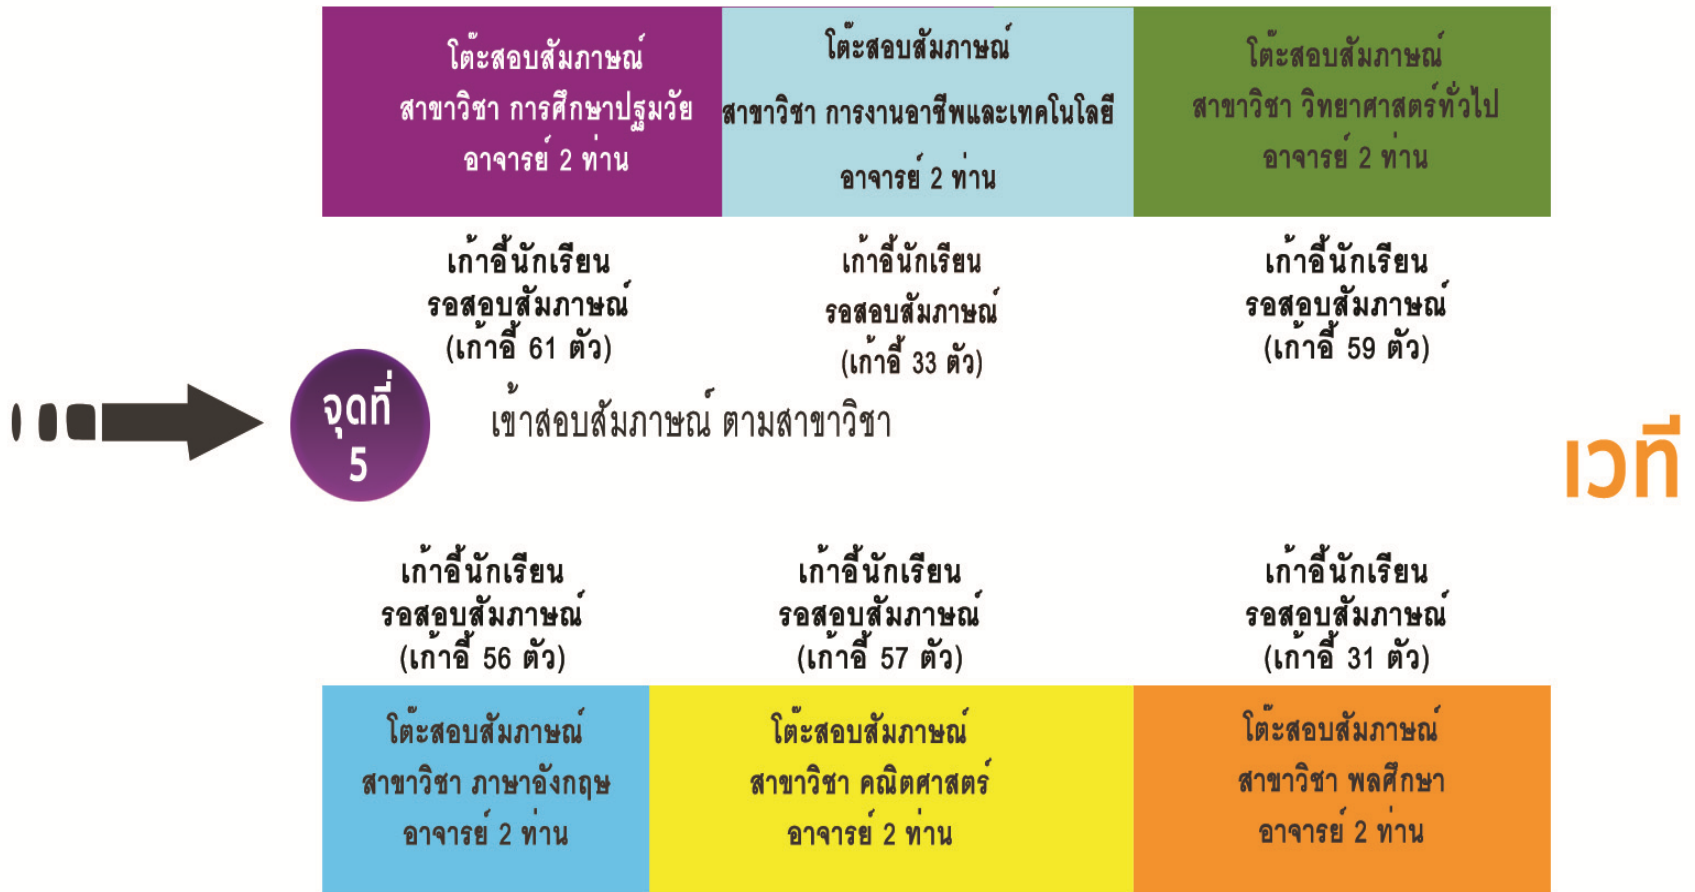 โต๊ะสอบสัมภาษณ์
สาขาวิชา การศึกษาปฐมวัย
อาจารย์ 2 ท่าน
โต๊ะสอบสัมภาษณ์
สาขาวิชา การงานอาชีพและเทคโนโลยี
อาจารย์ 2 ท่าน
โต๊ะสอบสัมภาษณ์
สาขาวิชา วิทยาศาสตร์ทั่วไป
อาจารย์ 2 ท่าน
เก้าอี้นักเรียน
รอสอบสัมภาษณ์
(เก้าอี้ 61 ตัว)
เก้าอี้นักเรียน
รอสอบสัมภาษณ์
(เก้าอี้ 33 ตัว)
เก้าอี้นักเรียน
รอสอบสัมภาษณ์
(เก้าอี้ 59 ตัว)
จุดที่
5
เข้าสอบสัมภาษณ์ ตามสาขาวิชา
เวที
เก้าอี้นักเรียน
รอสอบสัมภาษณ์
(เก้าอี้ 56 ตัว)
เก้าอี้นักเรียน
รอสอบสัมภาษณ์
(เก้าอี้ 57 ตัว)
เก้าอี้นักเรียน
รอสอบสัมภาษณ์
(เก้าอี้ 31 ตัว)
โต๊ะสอบสัมภาษณ์
สาขาวิชา ภาษาอังกฤษ
อาจารย์ 2 ท่าน
โต๊ะสอบสัมภาษณ์
สาขาวิชา คณิตศาสตร์
อาจารย์ 2 ท่าน
โต๊ะสอบสัมภาษณ์
สาขาวิชา พลศึกษา
อาจารย์ 2 ท่าน